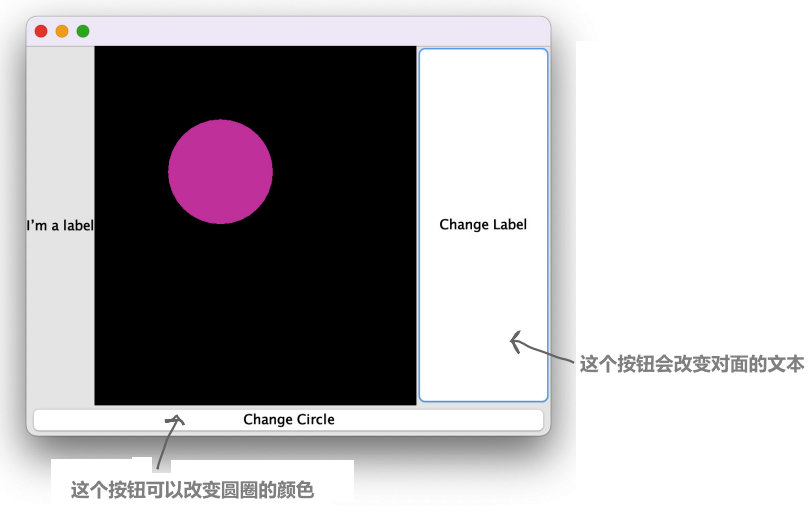 I'm a label
Change Label
这个按钮会改变对面的文本
Change Circle
这个按钮可以改变圆圈的颜色